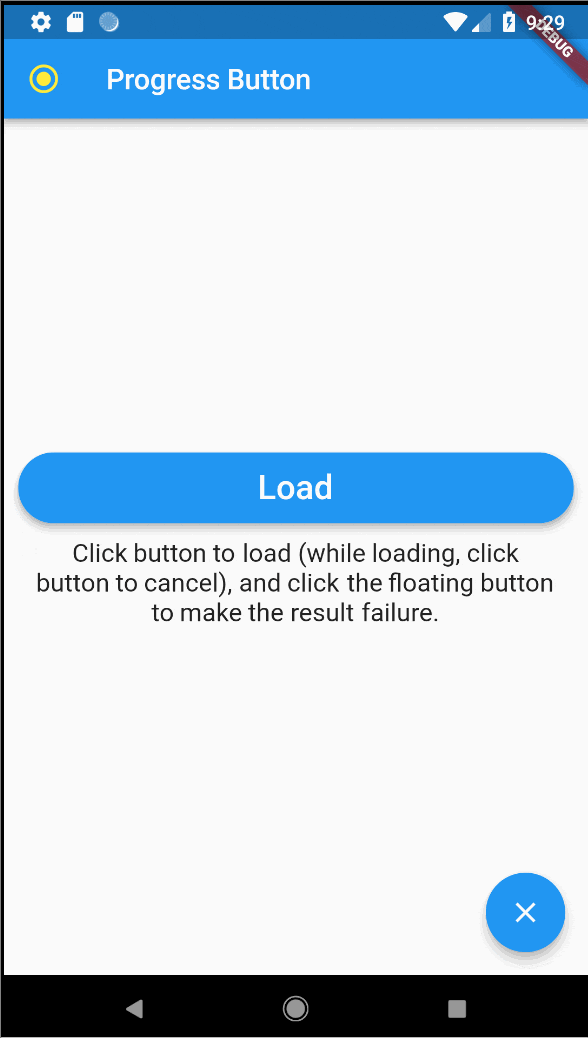 9:29
DEBUG
Progress Button
Load
Click button to load (while loading, click
button to cancel), and click the floating button
to make the result failure.